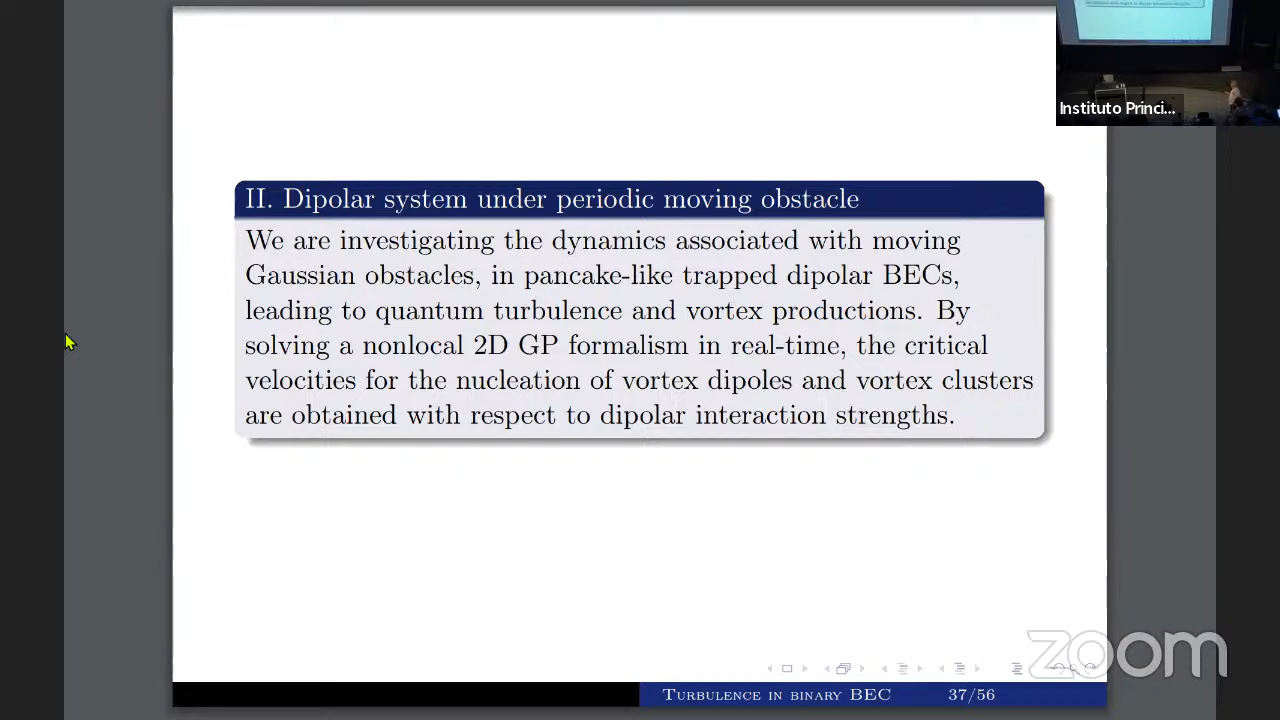 Instituto Princi...
II. Dipolar system under periodic moving obstacle
We are investigating the dynamics associated with moving
Gaussian obstacles, in pancake-like trapped dipolar BECs,
leading to quantum turbulence and vortex productions. By
solving a nonlocal 2D GP formalism in real-time, the critical
velocities for the nucleation of vortex dipoles and vortex clusters
are obtained with respect to dipolar interaction strengths.
zoom
Turbulence in binary BEC 37/56